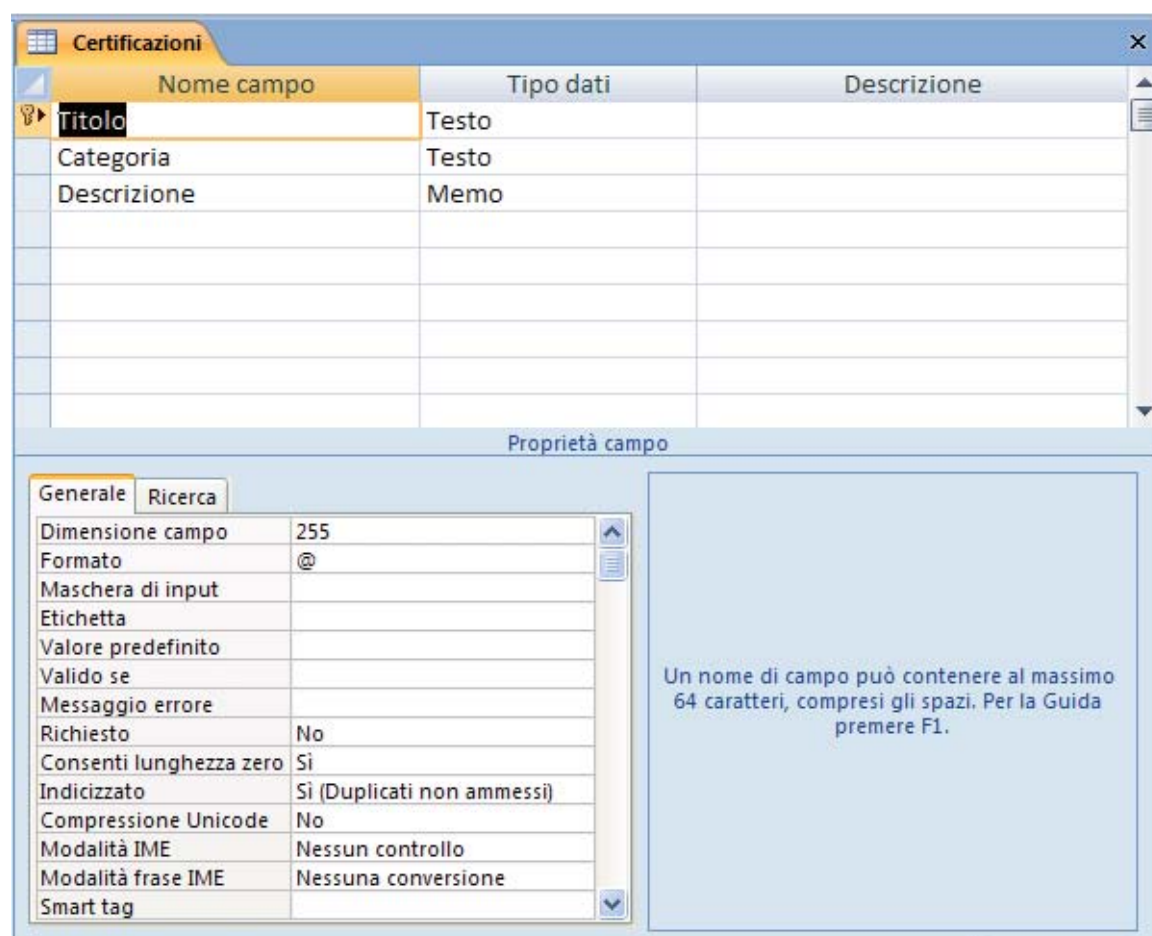 Certificazioni
Nome campo Tipo dati Descrizione
Titolo Testo
Categoria Testo
Descrizione Memo
Proprietà campo
Generale Ricerca
Dimensione campo 255
Formato @
Maschera di input
Etichetta
Valore predefinito
Valido se
Messaggio errore
Richiesto No
Consenti lunghezza zero Sì
Indicizzato Sì (Duplicati non ammessi)
Compressione Unicode No
Modalità IME Nessun controllo
Modalità frase IME Nessuna conversione
Smart tag
Un nome di campo può contenere al massimo
64 caratteri, compresi gli spazi. Per la Guida
premere F1.